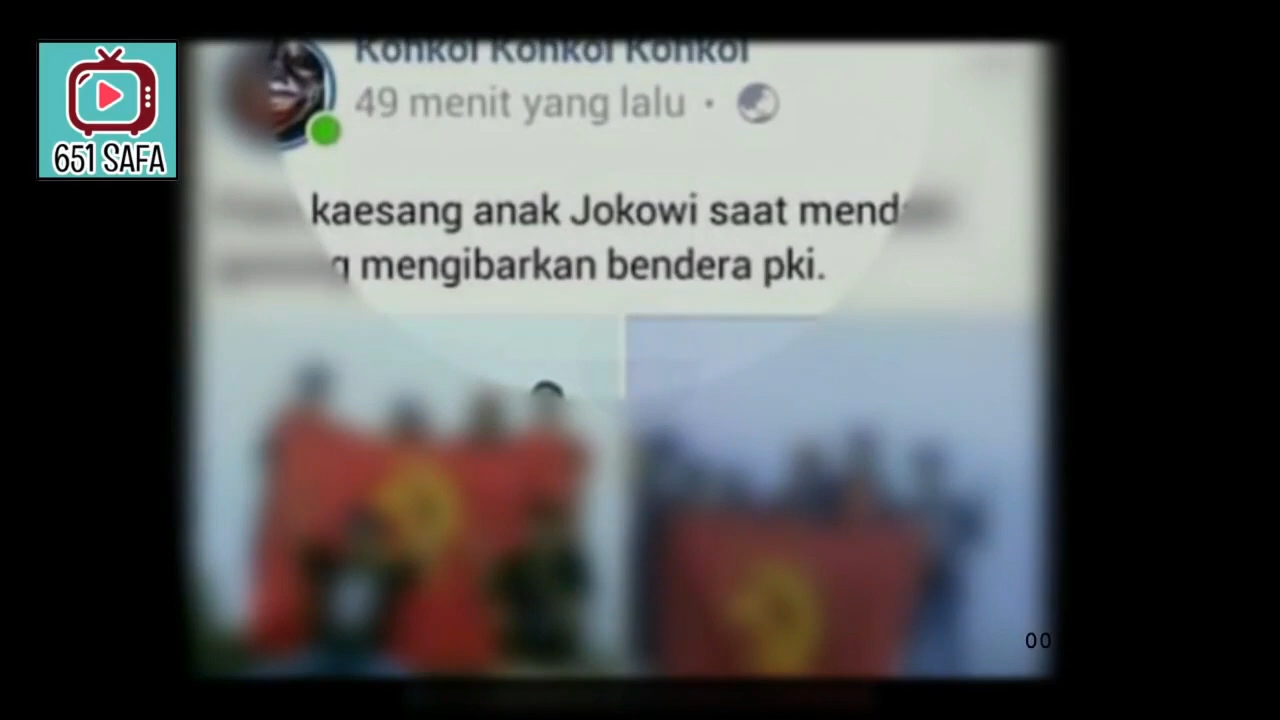 651 SAFA
Konkol Konkol Konkol
49 menit yang lalu ·
kaesang anak Jokowi saat mend
g mengibarkan bendera pki.
00